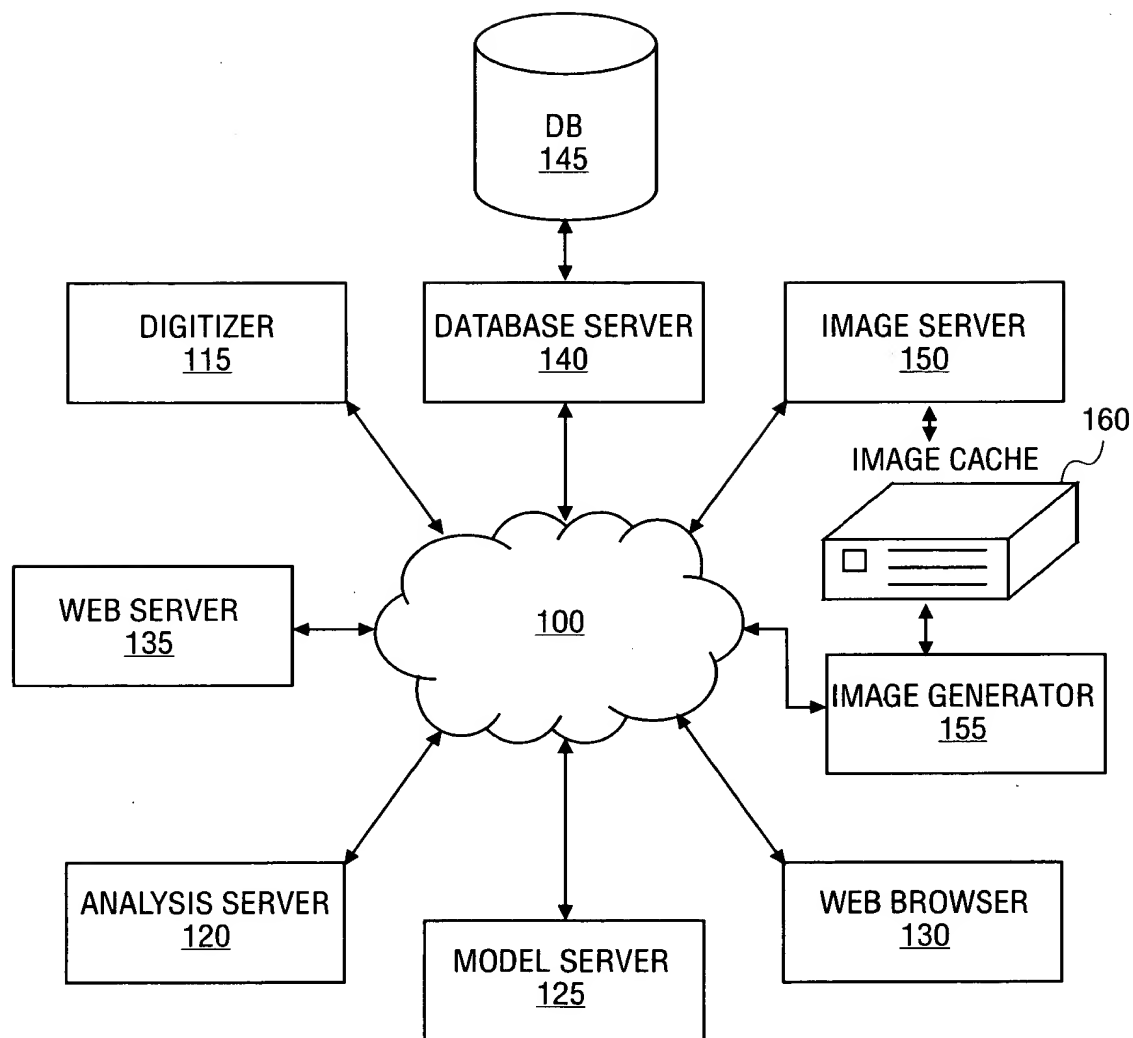 DB
145
DIGITIZER
115
DATABASE SERVER
140
IMAGE SERVER
150
160
IMAGE CACHE
WEB SERVER
135
100
IMAGE GENERATOR
155
ANALYSIS SERVER
120
MODEL SERVER
125
WEB BROWSER
130